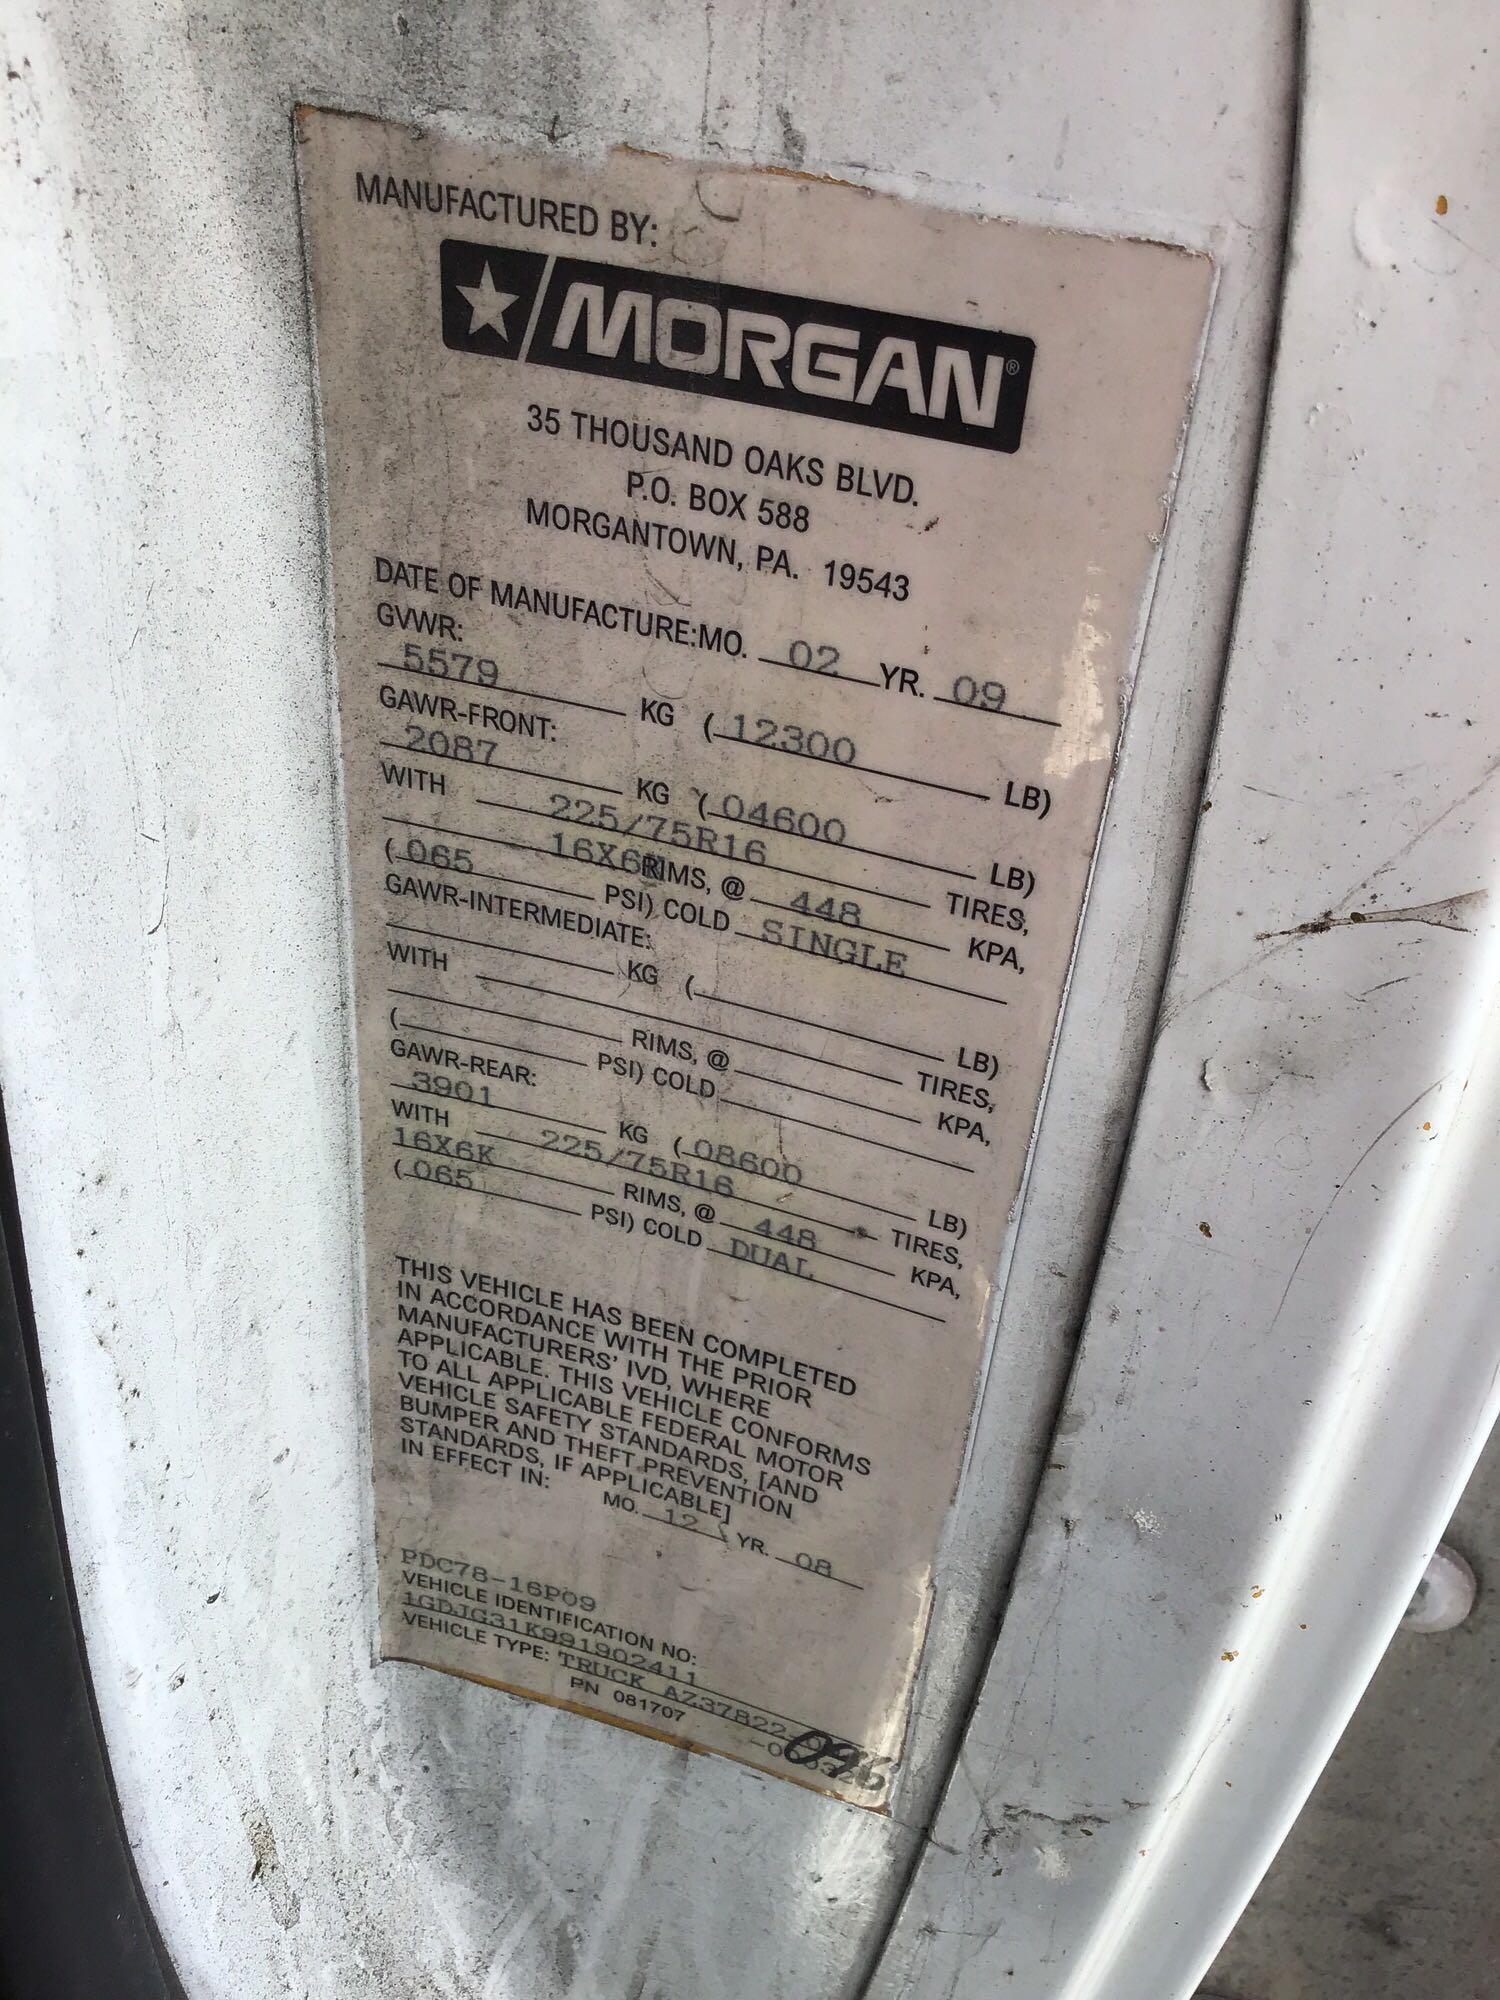 MANUFACTURED BY:
MORGAN®
35 THOUSAND OAKS BLVD.
P.O. BOX 588
MORGANTOWN, PA. 19543
DATE OF MANUFACTURE:MO. 02 YR. 09
GVWR:
5579 KG (12300 LB)
GAWR-FRONT:
2087 KG (04600 LB)
WITH 225/75R16 TIRES,
16X6K RIMS, @ 448 KPA,
(065 PSI) COLD SINGLE
GAWR-INTERMEDIATE:
KG ( LB)
WITH TIRES,
RIMS, @ KPA,
( PSI) COLD
GAWR-REAR:
3901 KG (08600 LB)
WITH 225/75R16 TIRES,
16X6K RIMS, @ 448 KPA,
(065 PSI) COLD DUAL
THIS VEHICLE HAS BEEN COMPLETED
IN ACCORDANCE WITH THE PRIOR
MANUFACTURERS' IVD, WHERE
APPLICABLE. THIS VEHICLE CONFORMS
TO ALL APPLICABLE FEDERAL MOTOR
VEHICLE SAFETY STANDARDS, [AND
BUMPER AND THEFT PREVENTION
STANDARDS, IF APPLICABLE]
IN EFFECT IN: MO. 12 YR. 08
PDC78-16P09
VEHICLE IDENTIFICATION NO:
1GDJG31K991902411
VEHICLE TYPE: TRUCK
PN 081707